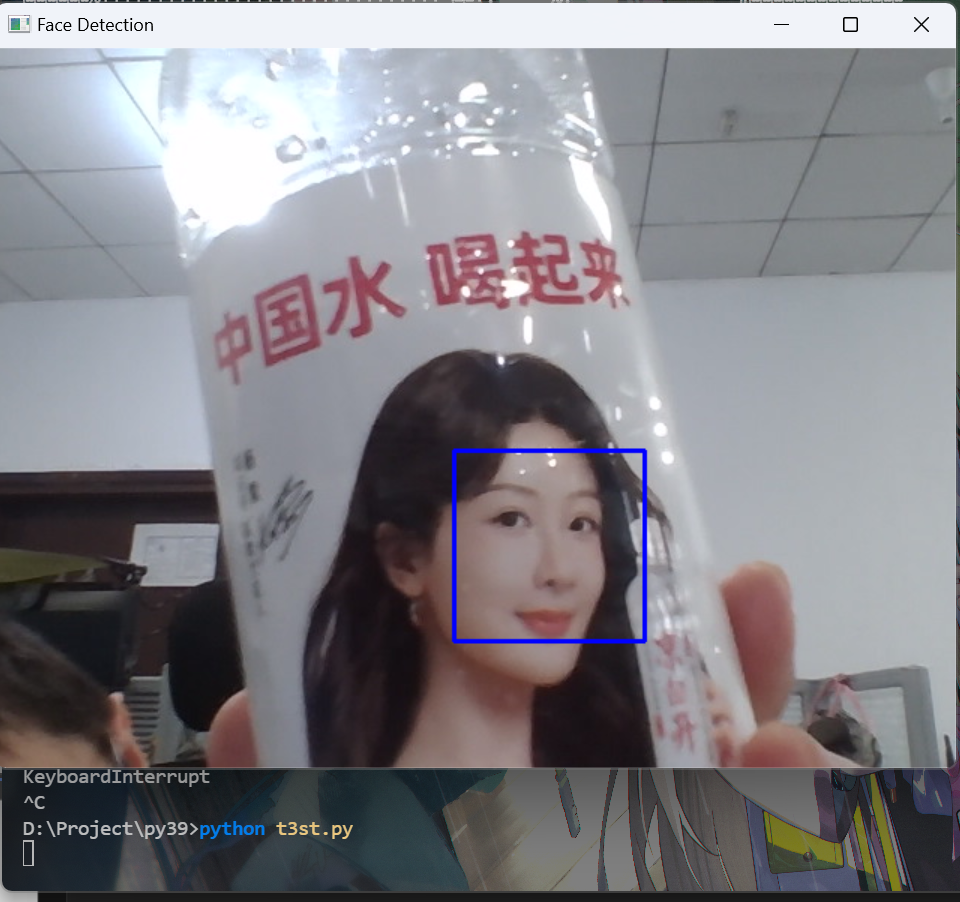 Face Detection
中国水 喝起来
KeyboardInterrupt
^C
D:\Project\py39>python t3st.py